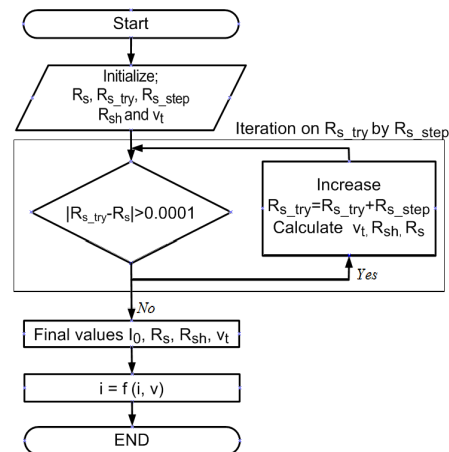 Start
Initialize;
Rs, Rs_try, Rs_step
Rsh and vt
Iteration on Rs_try by Rs_step
|Rs_try-Rs|>0.0001
Increase
Rs_try=Rs_try+Rs_step
Calculate vt, Rsh, Rs
Yes
No
Final values I0, Rs, Rsh, vt
i = f (i, v)
END